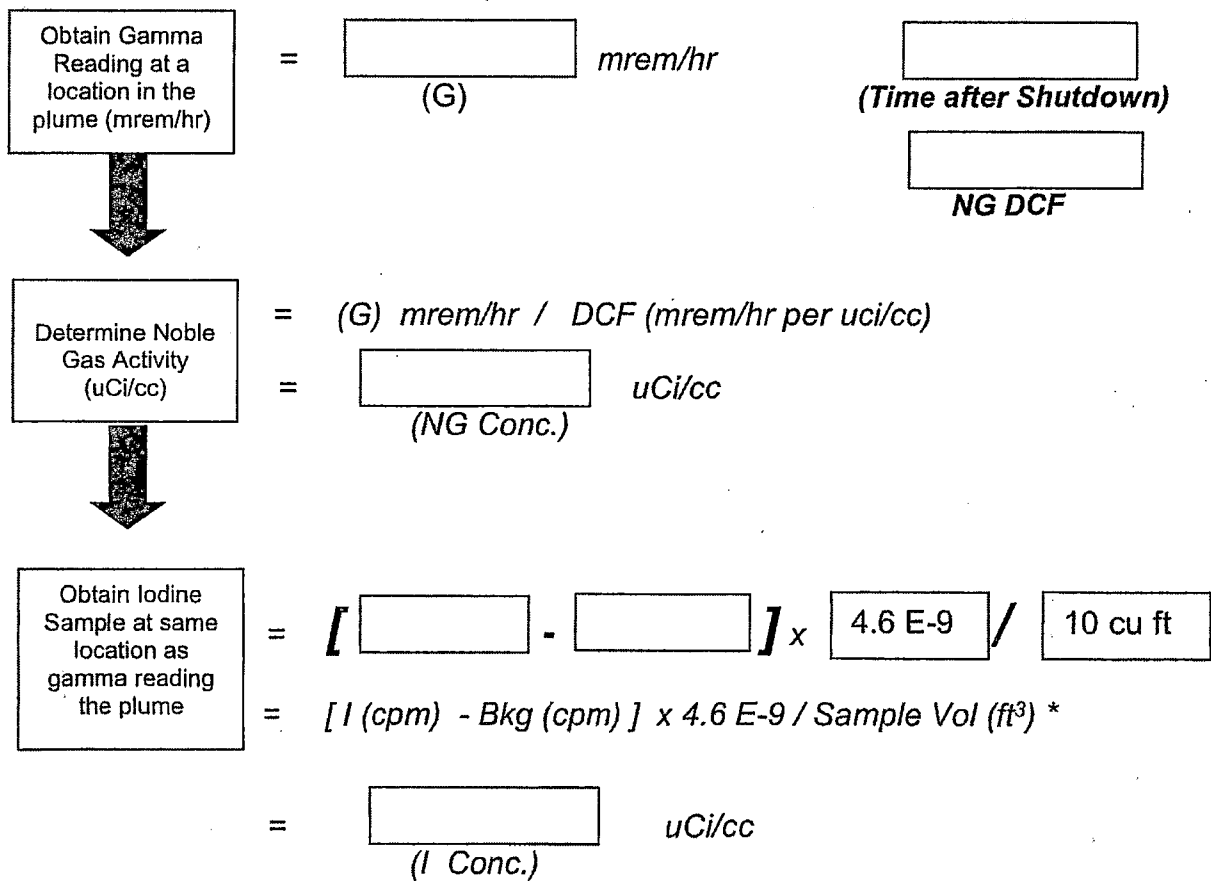 Obtain Gamma
Reading at a
location in the
plume (mrem/hr)
= mrem/hr
(G)
(Time after Shutdown)
NG DCF
Determine Noble
Gas Activity
(uCi/cc)
= (G) mrem/hr / DCF (mrem/hr per uci/cc)
= uCi/cc
(NG Conc.)
Obtain Iodine
Sample at same
location as
gamma reading
the plume
= [ - ] x 4.6 E-9 / 10 cu ft
= [ I (cpm) - Bkg (cpm) ] x 4.6 E-9 / Sample Vol (ft³) *
= uCi/cc
(I Conc.)